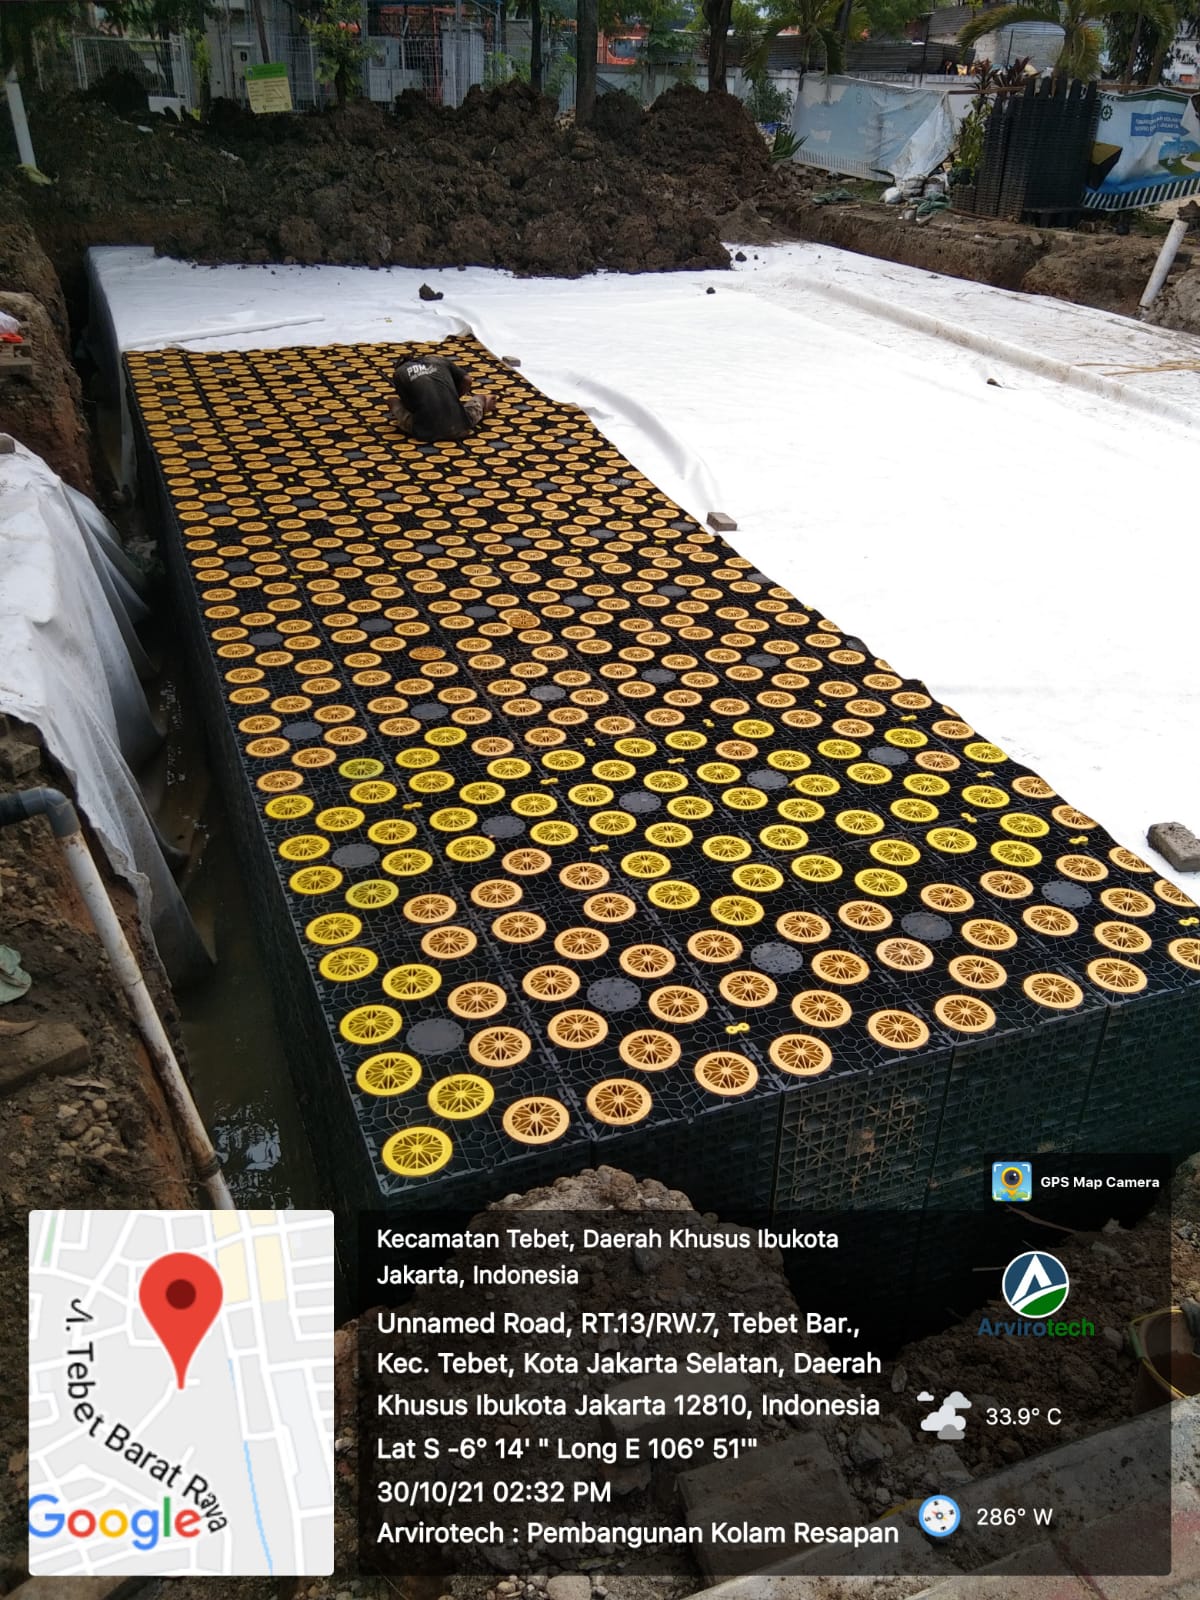 PDM
GPS Map Camera
Kecamatan Tebet, Daerah Khusus Ibukota
Jakarta, Indonesia
Arvirotech
Unnamed Road, RT.13/RW.7, Tebet Bar.,
Kec. Tebet, Kota Jakarta Selatan, Daerah
Khusus Ibukota Jakarta 12810, Indonesia
33.9° C
Lat S -6° 14' " Long E 106° 51'"
30/10/21 02:32 PM
286° W
Arvirotech : Pembangunan Kolam Resapan
Jl. Tebet Barat Raya
Google